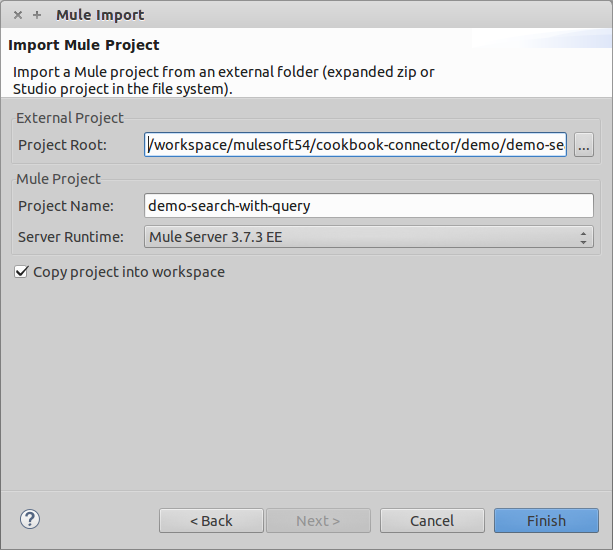 Mule Import
Import Mule Project
Import a Mule project from an external folder (expanded zip or
Studio project in the file system).
External Project
Project Root: /workspace/mulesoft54/cookbook-connector/demo/demo-se ...
Mule Project
Project Name: demo-search-with-query
Server Runtime: Mule Server 3.7.3 EE
Copy project into workspace
? < Back Next > Cancel Finish